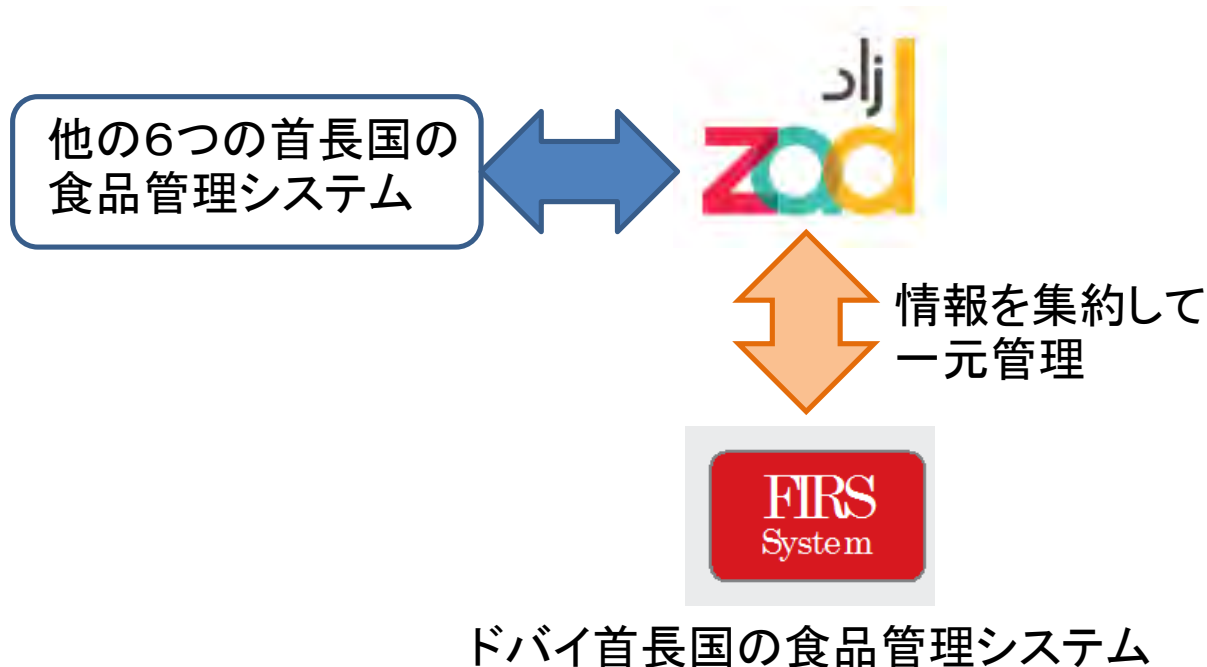 زاد
zad
他の6つの首長国の
食品管理システム
情報を集約して
一元管理
FIRS
System
ドバイ首長国の食品管理システム